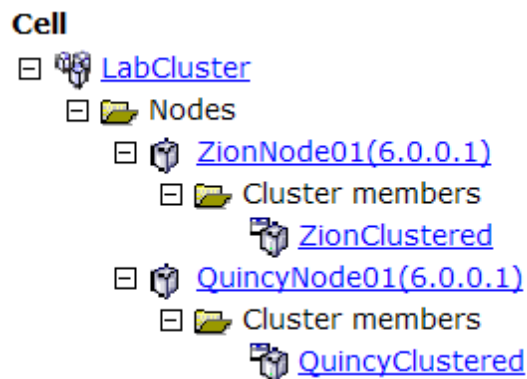 Cell
LabCluster
Nodes
ZionNode01(6.0.0.1)
Cluster members
ZionClustered
QuincyNode01(6.0.0.1)
Cluster members
QuincyClustered